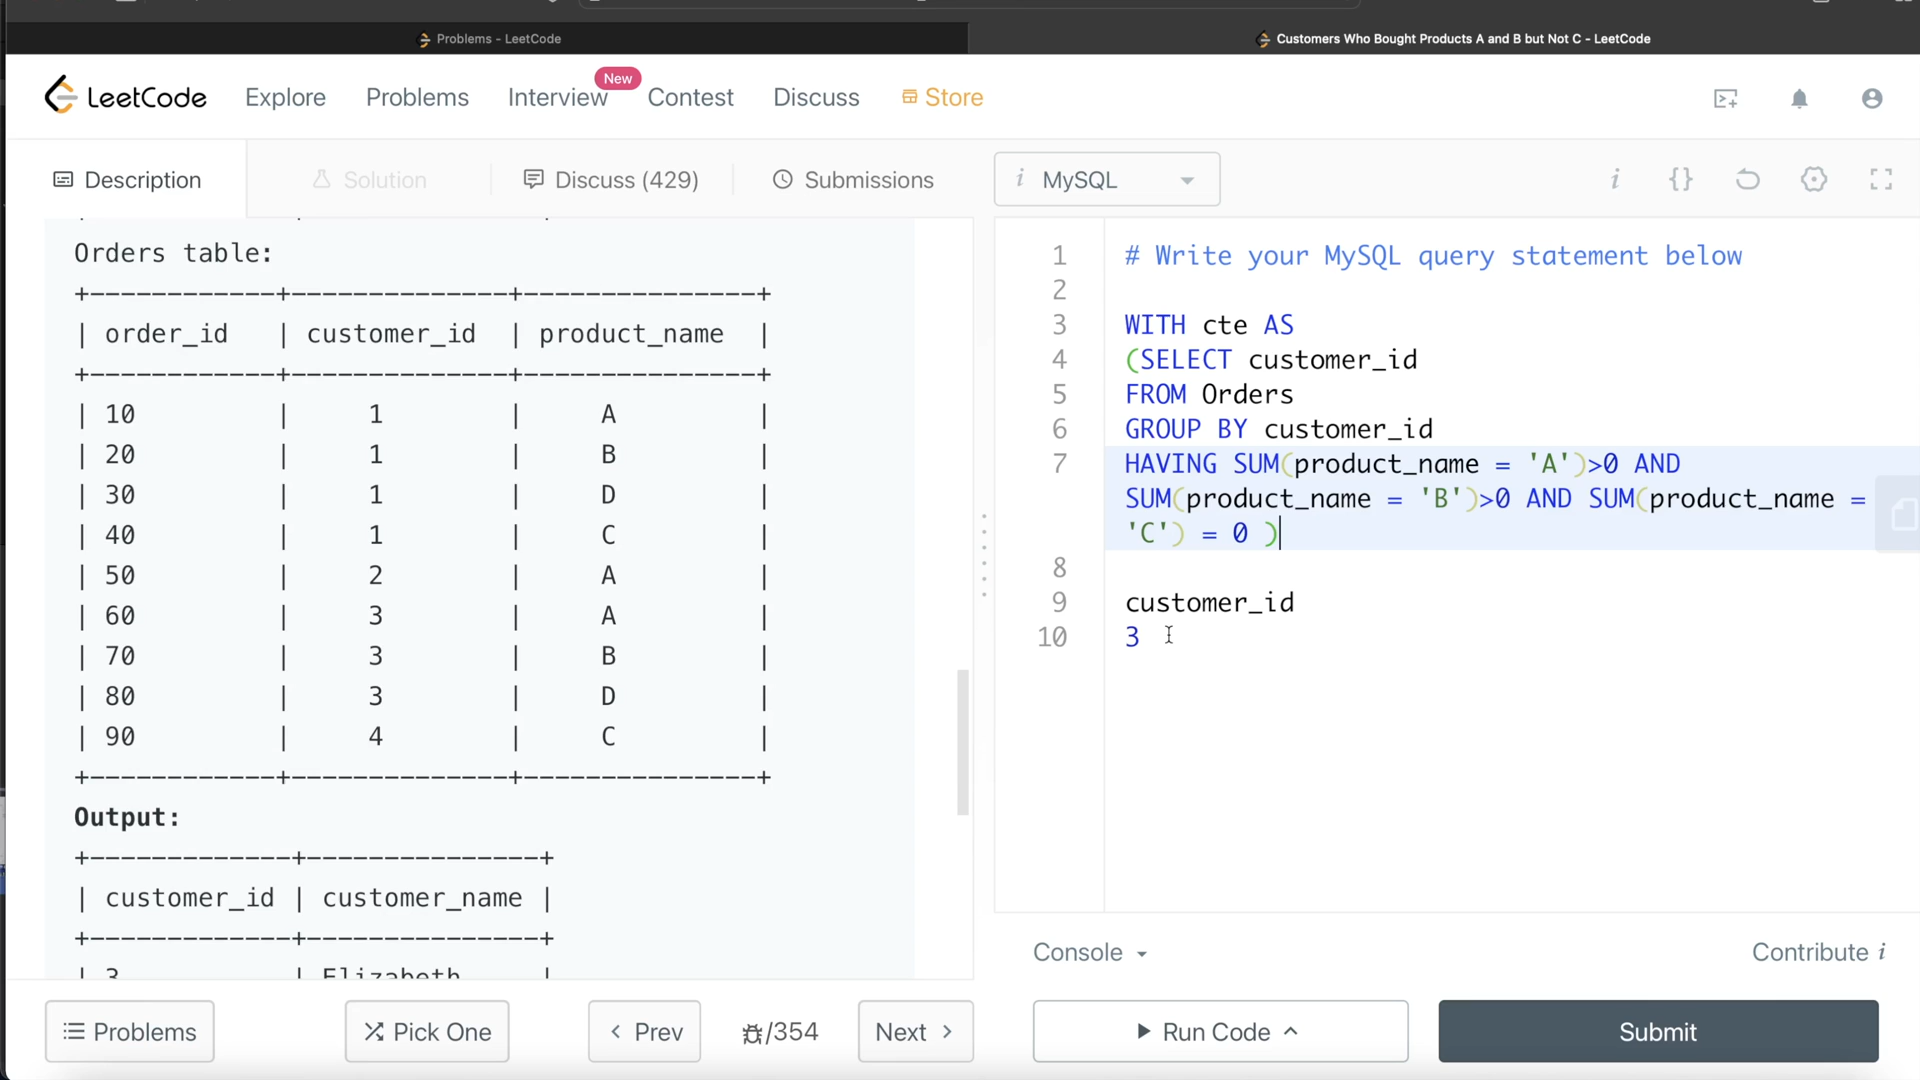 Problems - LeetCode
Customers Who Bought Products A and B but Not C - LeetCode
LeetCode
Explore
Problems
Interview
New
Contest
Discuss
Store
Description
Solution
Discuss (429)
Submissions
i MySQL
Orders table:
+------------+--------------+---------------+
| order_id | customer_id | product_name |
+------------+--------------+---------------+
| 10 | 1 | A |
| 20 | 1 | B |
| 30 | 1 | D |
| 40 | 1 | C |
| 50 | 2 | A |
| 60 | 3 | A |
| 70 | 3 | B |
| 80 | 3 | D |
| 90 | 4 | C |
+------------+--------------+---------------+
Output:
+-------------+---------------+
| customer_id | customer_name |
+-------------+---------------+
| 3 | Elizabeth |
1 # Write your MySQL query statement below
2
3 WITH cte AS
4 (SELECT customer_id
5 FROM Orders
6 GROUP BY customer_id
7 HAVING SUM(product_name = 'A')>0 AND
SUM(product_name = 'B')>0 AND SUM(product_name =
'C') = 0 )
8
9 customer_id
10 3
Console
Contribute i
Problems
Pick One
Prev
/354
Next
Run Code
Submit